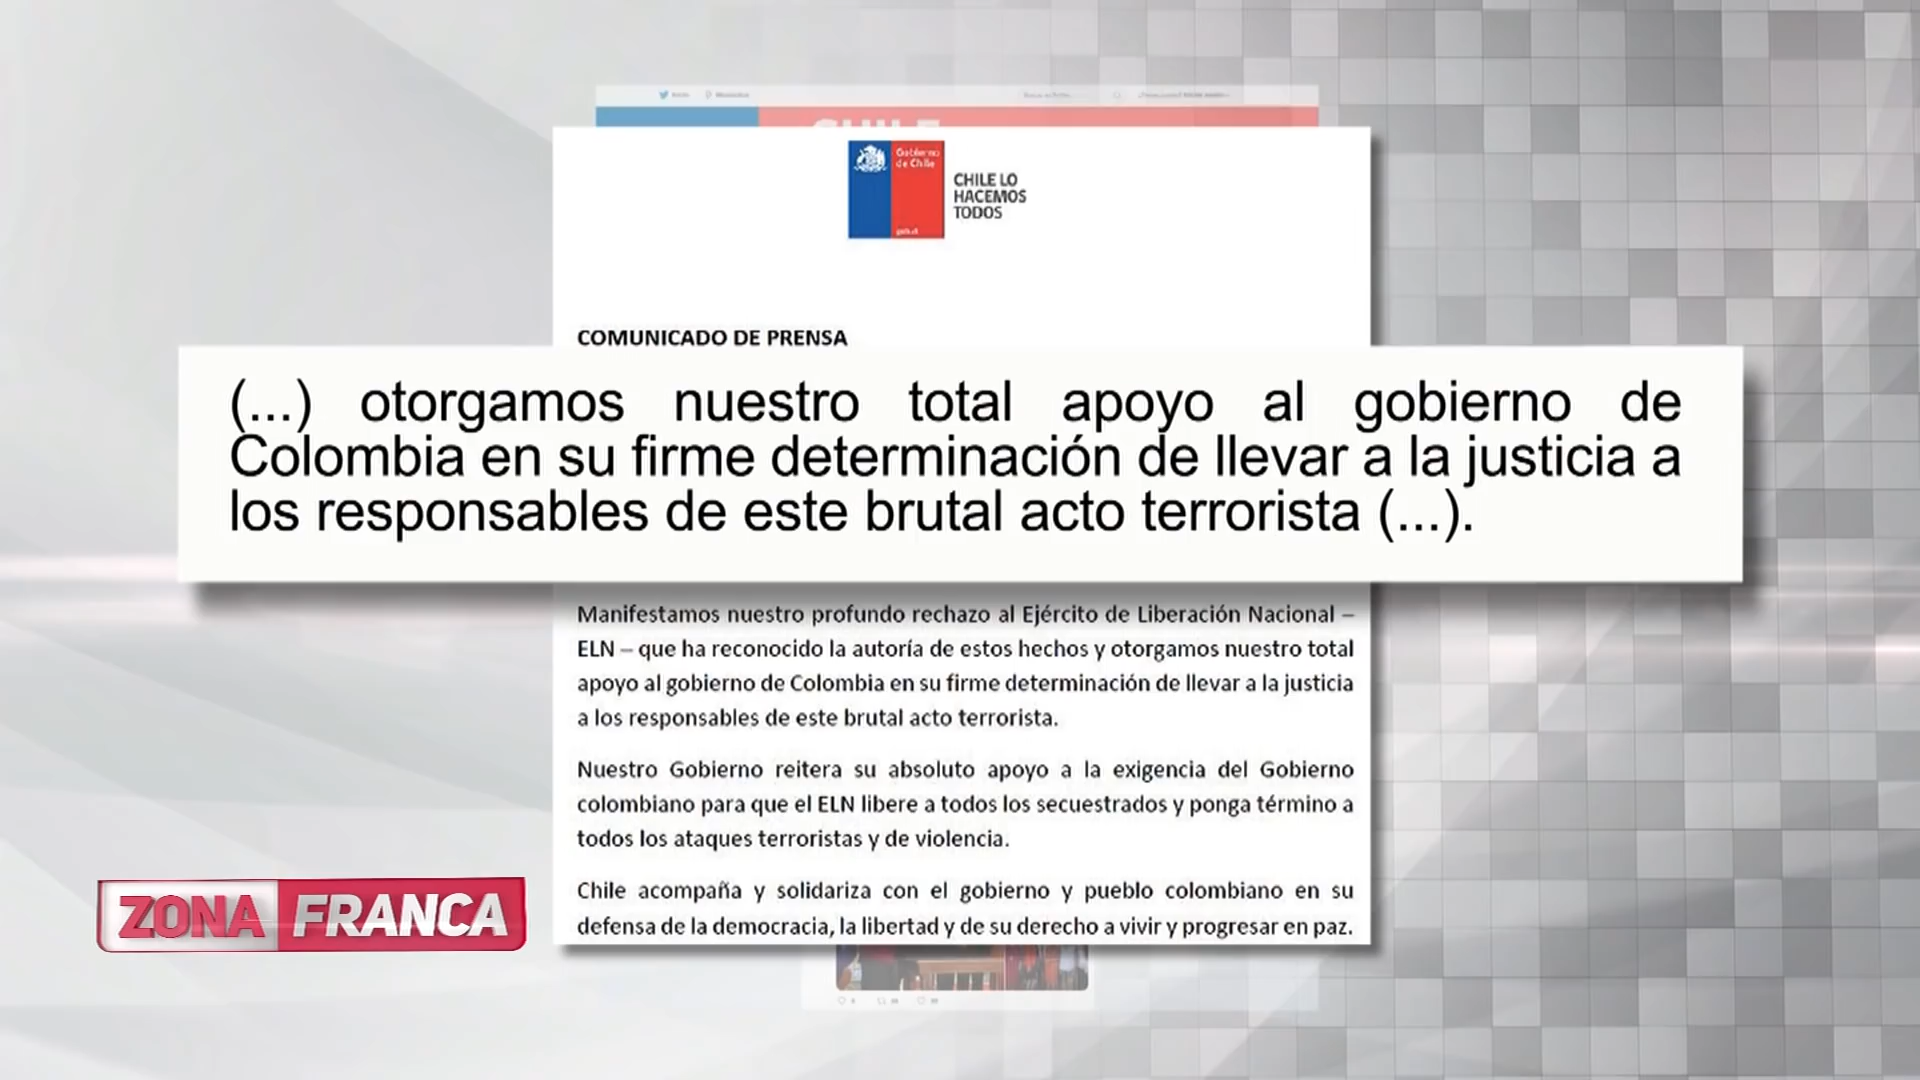 CHILE
Gobierno
de Chile
CHILE LO
HACEMOS
TODOS
gob.cl
COMUNICADO DE PRENSA
(...) otorgamos nuestro total apoyo al gobierno de
Colombia en su firme determinación de llevar a la justicia a
los responsables de este brutal acto terrorista (...).
Manifestamos nuestro profundo rechazo al Ejército de Liberación Nacional –
ELN – que ha reconocido la autoría de estos hechos y otorgamos nuestro total
apoyo al gobierno de Colombia en su firme determinación de llevar a la justicia
a los responsables de este brutal acto terrorista.
Nuestro Gobierno reitera su absoluto apoyo a la exigencia del Gobierno
colombiano para que el ELN libere a todos los secuestrados y ponga término a
todos los ataques terroristas y de violencia.
Chile acompaña y solidariza con el gobierno y pueblo colombiano en su
defensa de la democracia, la libertad y de su derecho a vivir y progresar en paz.
ZONA FRANCA